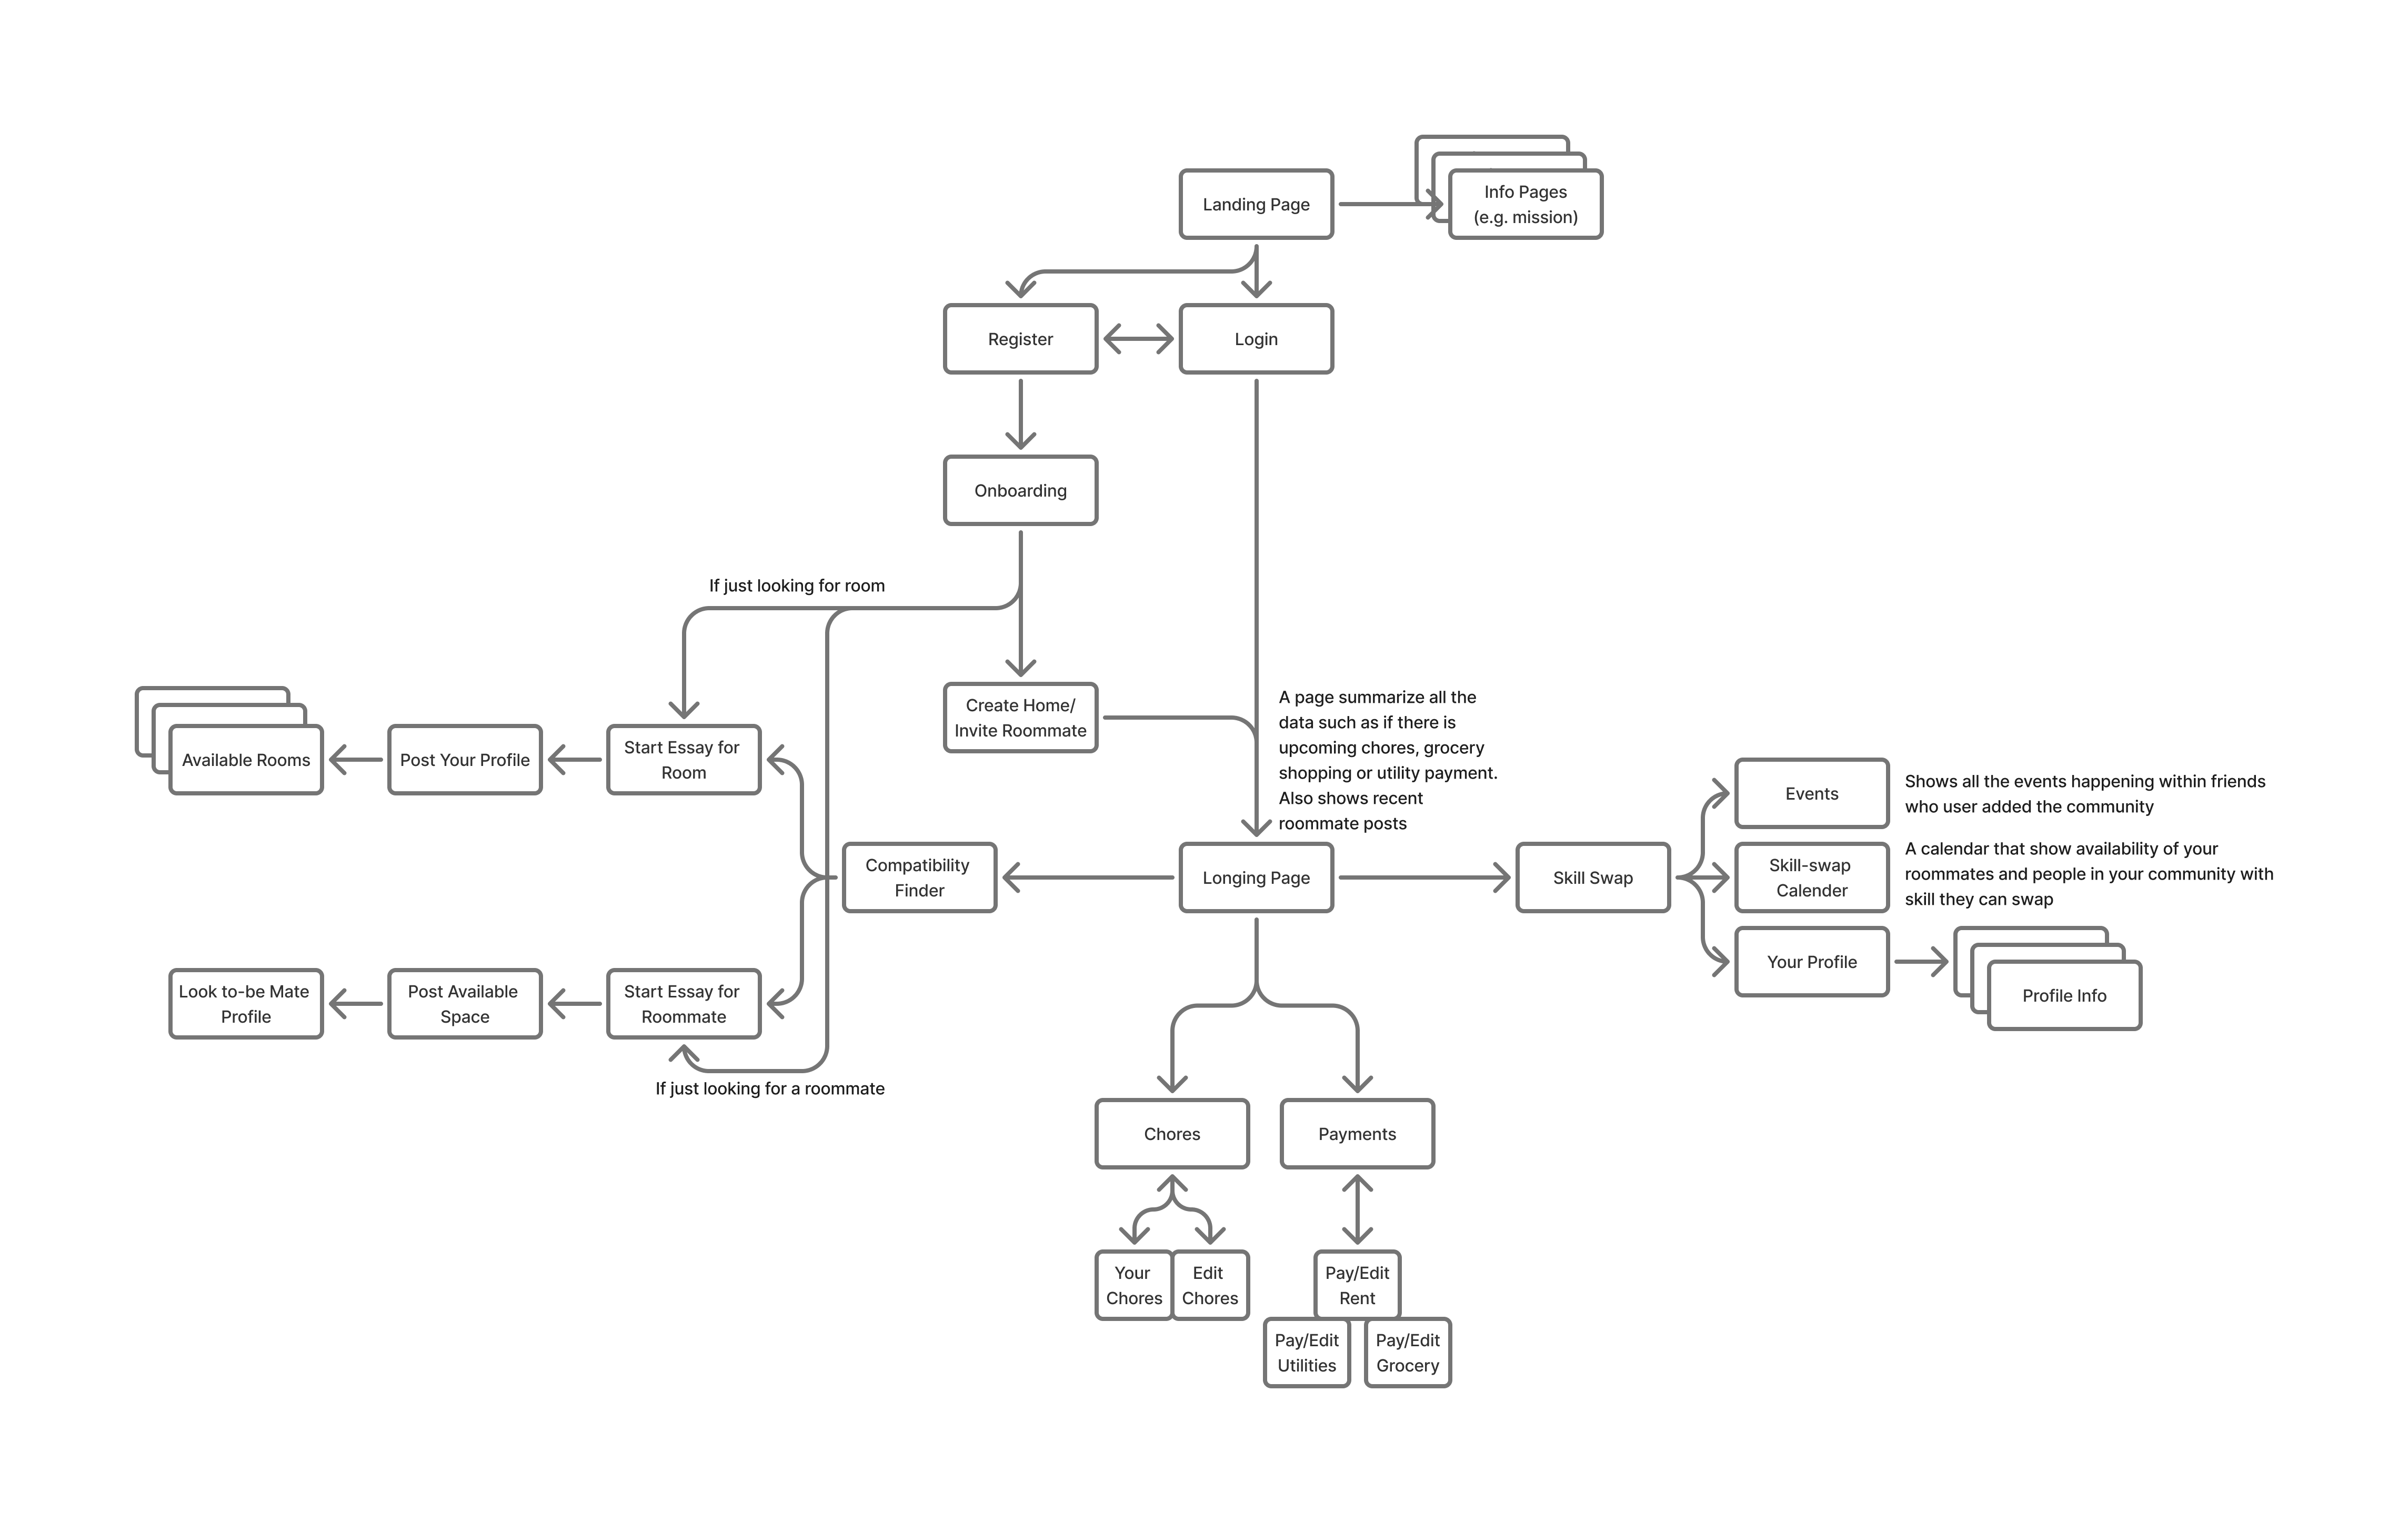 Landing Page
Info Pages
(e.g. mission)
Register
Login
Onboarding
If just looking for room
Create Home/
Invite Roommate
A page summarize all the
data such as if there is
upcoming chores, grocery
shopping or utility payment.
Also shows recent
roommate posts
Available Rooms
Post Your Profile
Start Essay for
Room
Compatibility
Finder
Longing Page
Skill Swap
Events
Shows all the events happening within friends
who user added the community
Skill-swap
Calender
A calendar that show availability of your
roommates and people in your community with
skill they can swap
Your Profile
Profile Info
Look to-be Mate
Profile
Post Available
Space
Start Essay for
Roommate
If just looking for a roommate
Chores
Payments
Your
Chores
Edit
Chores
Pay/Edit
Rent
Pay/Edit
Utilities
Pay/Edit
Grocery